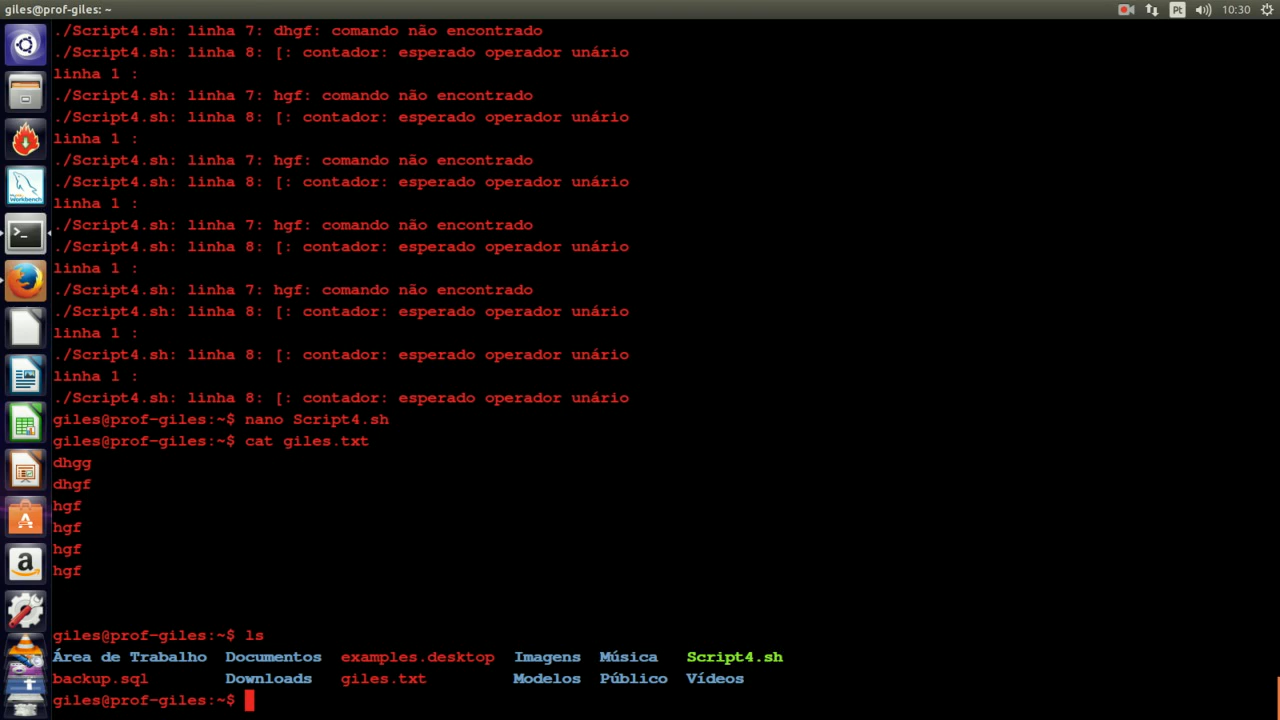 giles@prof-giles: ~
Pt
10:30
./Script4.sh: linha 7: dhgf: comando não encontrado
./Script4.sh: linha 8: [: contador: esperado operador unário
linha 1 :
./Script4.sh: linha 7: hgf: comando não encontrado
./Script4.sh: linha 8: [: contador: esperado operador unário
linha 1 :
./Script4.sh: linha 7: hgf: comando não encontrado
./Script4.sh: linha 8: [: contador: esperado operador unário
linha 1 :
./Script4.sh: linha 7: hgf: comando não encontrado
./Script4.sh: linha 8: [: contador: esperado operador unário
linha 1 :
./Script4.sh: linha 7: hgf: comando não encontrado
./Script4.sh: linha 8: [: contador: esperado operador unário
linha 1 :
./Script4.sh: linha 8: [: contador: esperado operador unário
linha 1 :
./Script4.sh: linha 8: [: contador: esperado operador unário
giles@prof-giles:~$ nano Script4.sh
giles@prof-giles:~$ cat giles.txt
dhgg
dhgf
hgf
hgf
hgf
hgf
giles@prof-giles:~$ ls
Área de Trabalho Documentos examples.desktop Imagens Música Script4.sh
backup.sql Downloads giles.txt Modelos Público Vídeos
giles@prof-giles:~$
Workbench